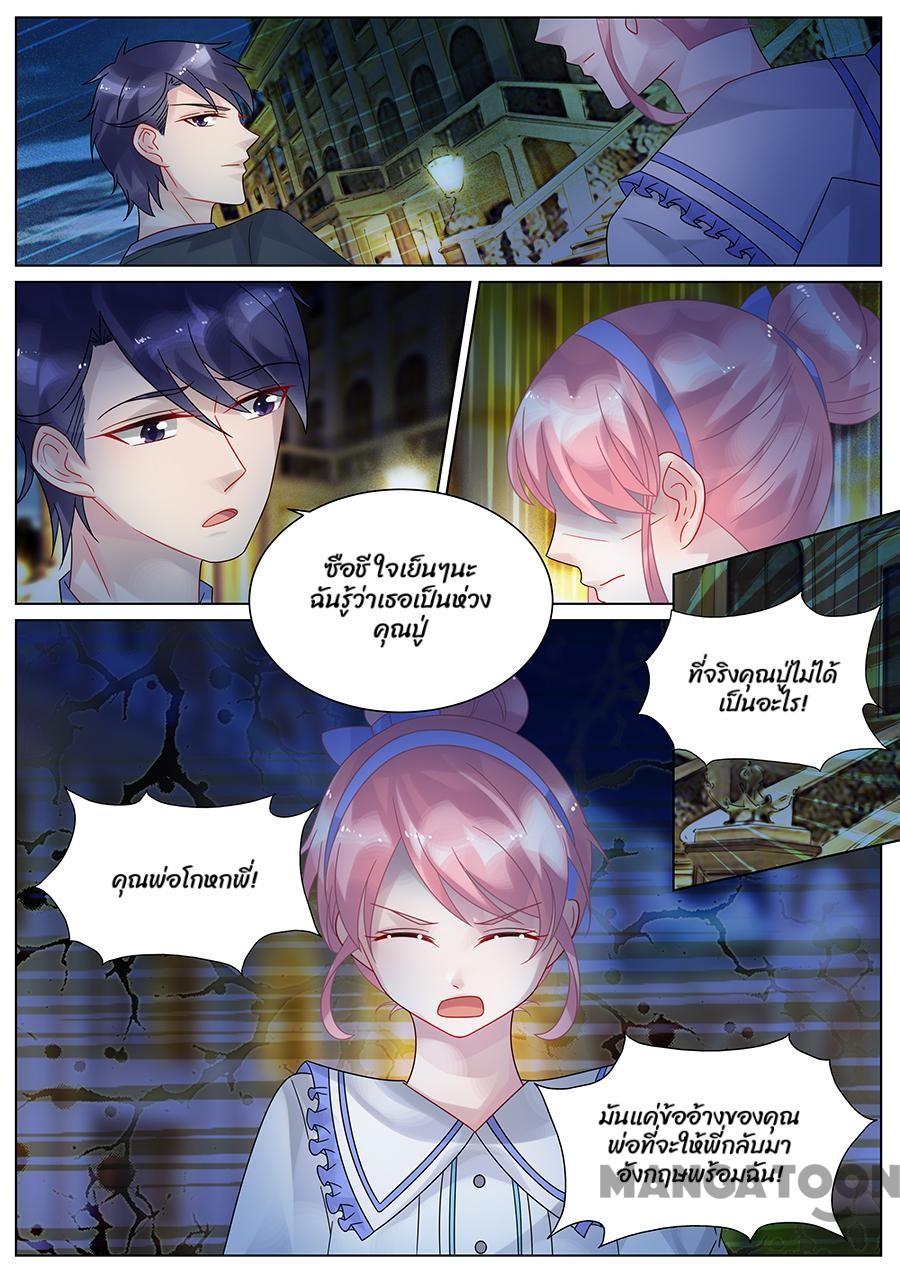 ซือชี ใจเย็นๆนะ
ฉันรู้ว่าเธอเป็นห่วง
คุณปู่
ที่จริงคุณปู่ไม่ได้
เป็นอะไร!
คุณพ่อโกหกพี่!
มันแค่ข้ออ้างของคุณ
พ่อที่จะให้พี่กลับมา
อังกฤษพร้อมฉัน!
MANGATOON